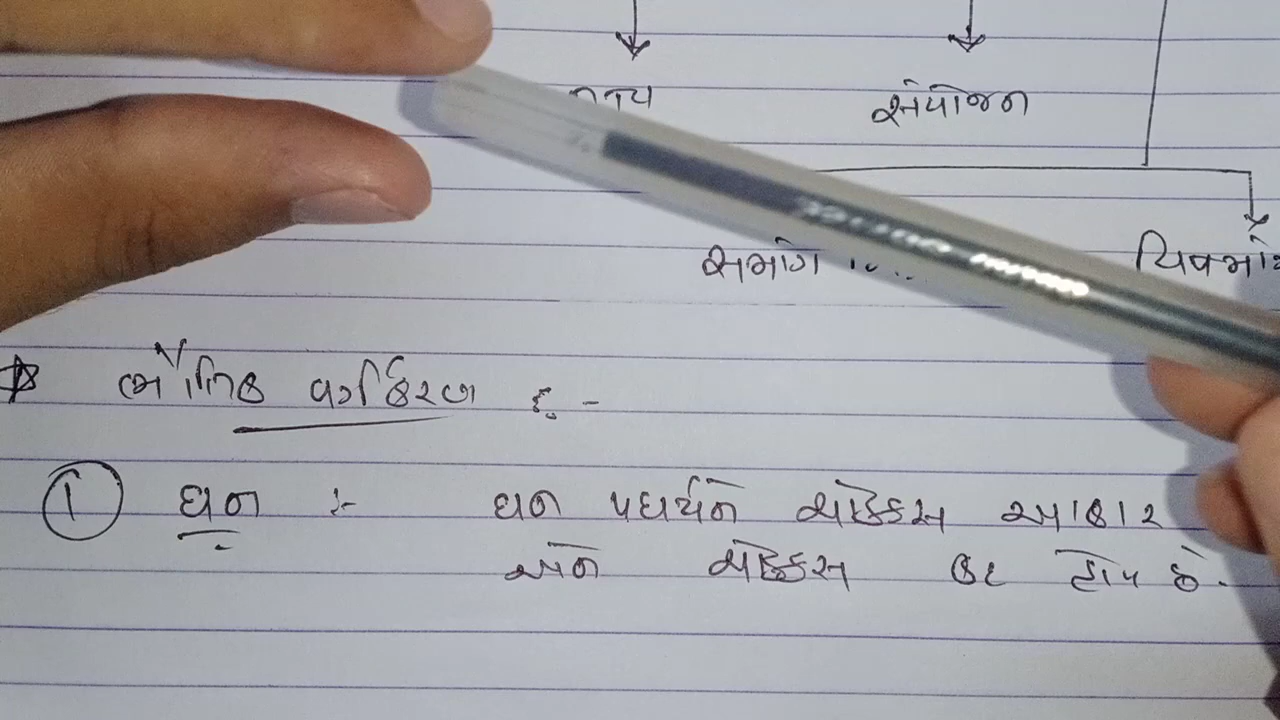 સંયોજન
સમાંગ
ભૌતિક વર્ગીકરણ :-
① ઘન :- ઘન પદાર્થને ચોક્કસ આકાર
અને ચોક્કસ કદ હોય છે.